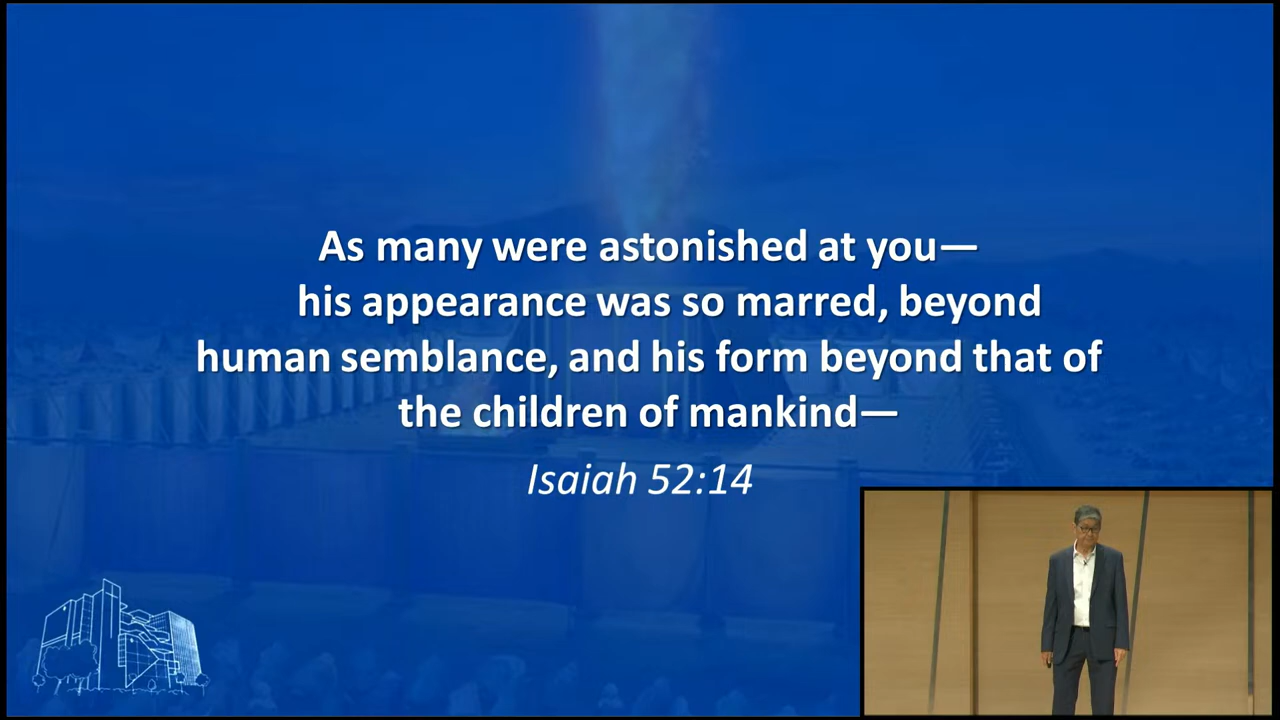 As many were astonished at you—
his appearance was so marred, beyond
human semblance, and his form beyond that of
the children of mankind—
Isaiah 52:14